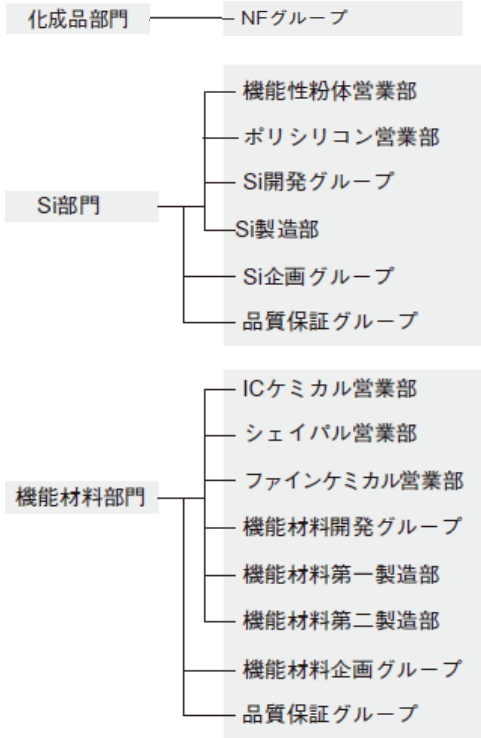 化成品部門
NFグループ
Si部門
機能性粉体営業部
ポリシリコン営業部
Si開発グループ
Si製造部
Si企画グループ
品質保証グループ
機能材料部門
ICケミカル営業部
シェイパル営業部
ファインケミカル営業部
機能材料開発グループ
機能材料第一製造部
機能材料第二製造部
機能材料企画グループ
品質保証グループ